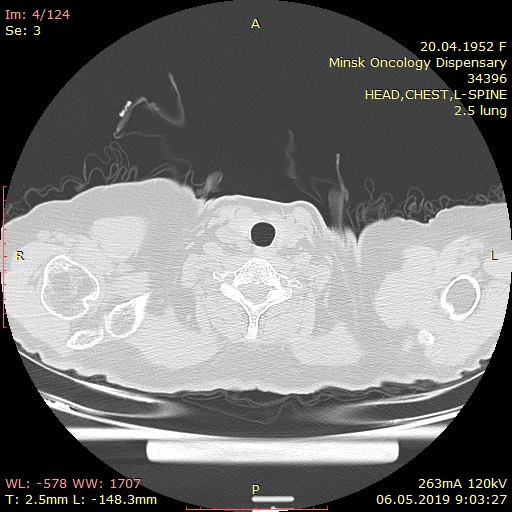 Im: 4/124
Se: 3
A
20.04.1952 F
Minsk Oncology Dispensary
34396
HEAD,CHEST,L-SPINE
2.5 lung
R
L
WL: -578 WW: 1707
T: 2.5mm L: -148.3mm
P
263mA 120kV
06.05.2019 9:03:27